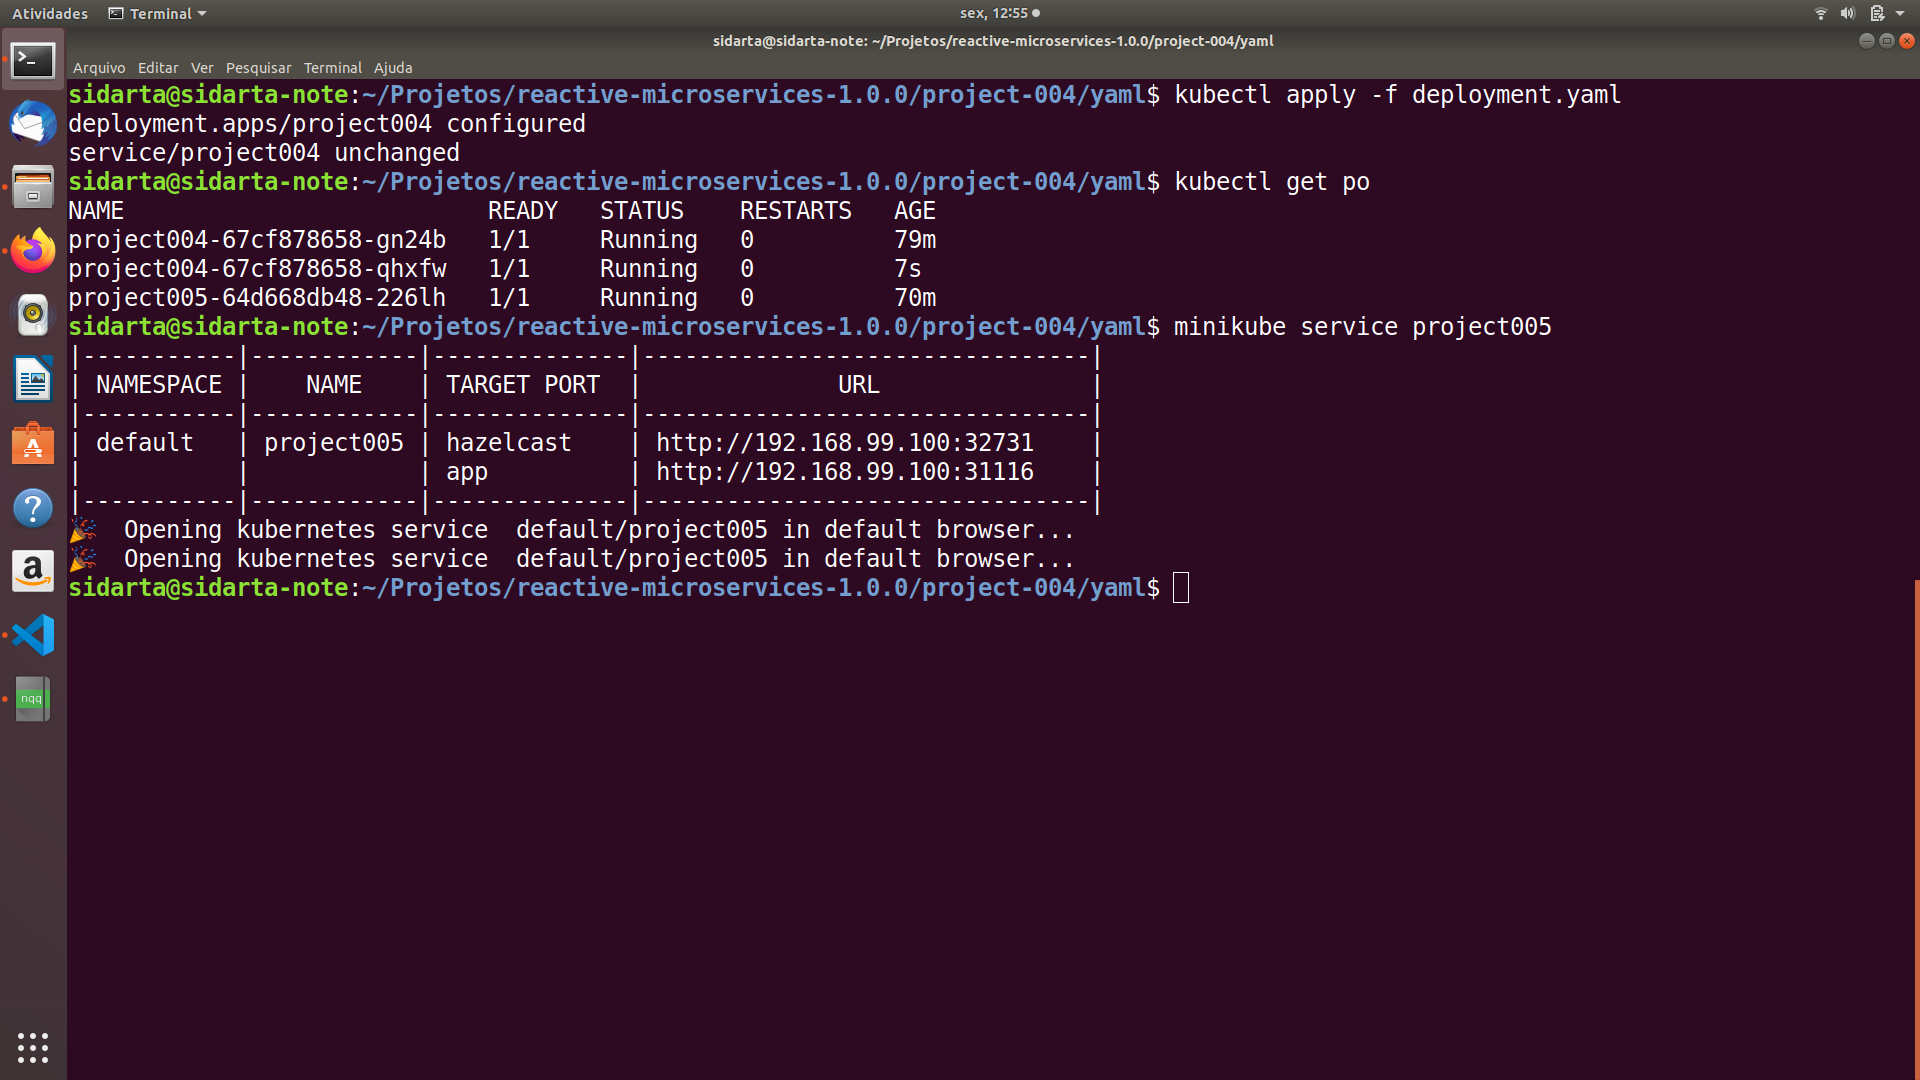 Atividades Terminal sex, 12:55
sidarta@sidarta-note: ~/Projetos/reactive-microservices-1.0.0/project-004/yaml
Arquivo Editar Ver Pesquisar Terminal Ajuda
sidarta@sidarta-note:~/Projetos/reactive-microservices-1.0.0/project-004/yaml$ kubectl apply -f deployment.yaml
deployment.apps/project004 configured
service/project004 unchanged
sidarta@sidarta-note:~/Projetos/reactive-microservices-1.0.0/project-004/yaml$ kubectl get po
NAME                          READY   STATUS    RESTARTS   AGE
project004-67cf878658-gn24b   1/1     Running   0          79m
project004-67cf878658-qhxfw   1/1     Running   0          7s
project005-64d668db48-226lh   1/1     Running   0          70m
sidarta@sidarta-note:~/Projetos/reactive-microservices-1.0.0/project-004/yaml$ minikube service project005
|-----------|------------|--------------|--------------------------------|
| NAMESPACE |    NAME    | TARGET PORT  |              URL               |
|-----------|------------|--------------|--------------------------------|
| default   | project005 | hazelcast    | http://192.168.99.100:32731    |
|           |            | app          | http://192.168.99.100:31116    |
|-----------|------------|--------------|--------------------------------|
🎉  Opening kubernetes service  default/project005 in default browser...
🎉  Opening kubernetes service  default/project005 in default browser...
sidarta@sidarta-note:~/Projetos/reactive-microservices-1.0.0/project-004/yaml$
nqq